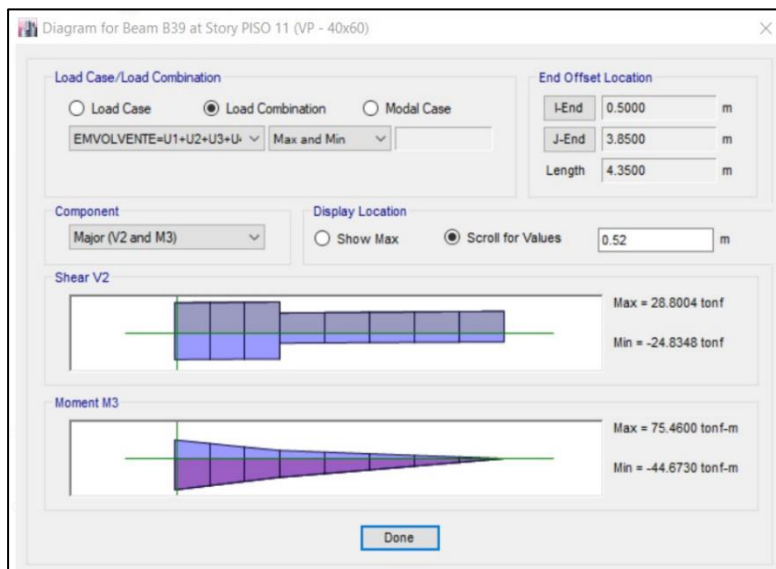 Diagram for Beam B39 at Story PISO 11 (VP - 40x60)
Load Case/Load Combination
Load Case Load Combination Modal Case
EMVOLVENTE=U1+U2+U3+U4 Max and Min
End Offset Location
I-End 0.5000 m
J-End 3.8500 m
Length 4.3500 m
Component
Major (V2 and M3)
Display Location
Show Max Scroll for Values 0.52 m
Shear V2
Max = 28.8004 tonf
Min = -24.8348 tonf
Moment M3
Max = 75.4600 tonf-m
Min = -44.6730 tonf-m
Done